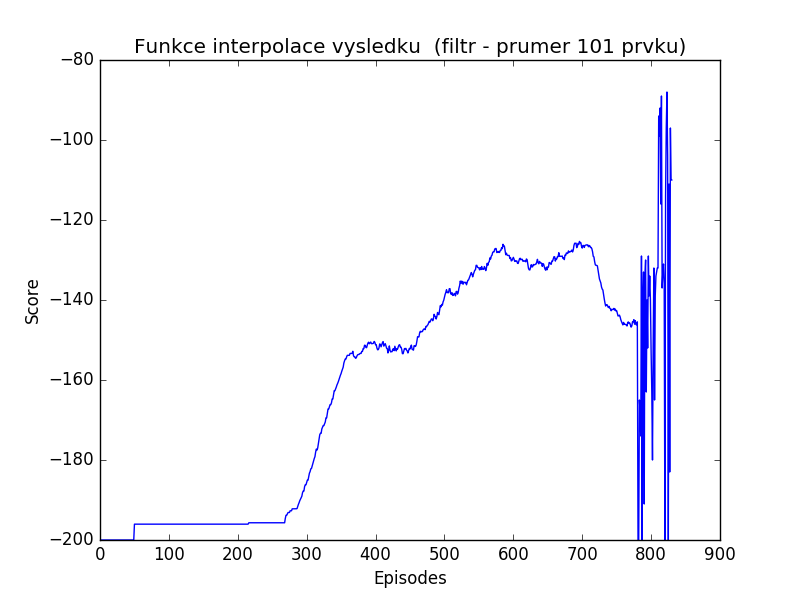 Funkce interpolace vysledku  (filtr - prumer 101 prvku)
−80
−100
−120
−140
−160
−180
−200
Score
0 100 200 300 400 500 600 700 800 900
Episodes